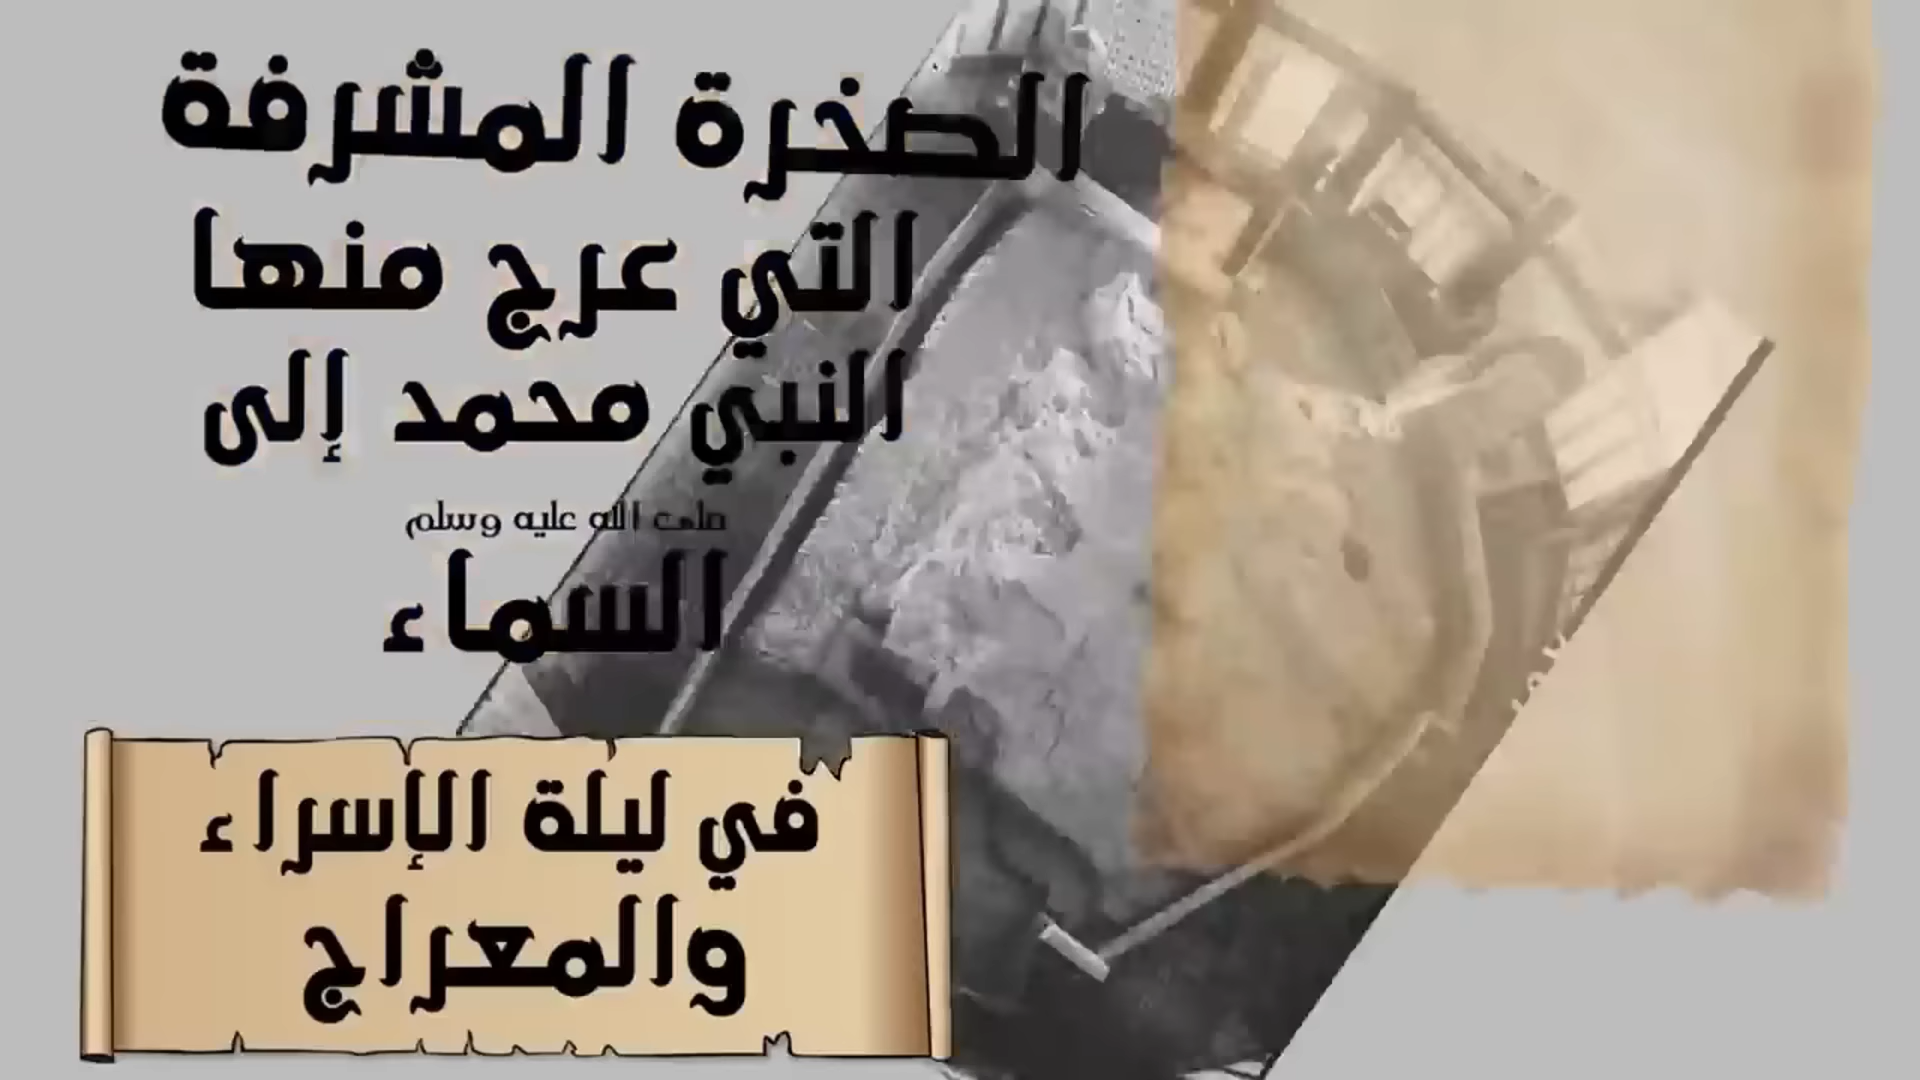 الصخرة المشرفة
التي عرج منها
النبي محمد إلى
صلى الله عليه وسلم
السماء
في ليلة الإسراء
والمعراج